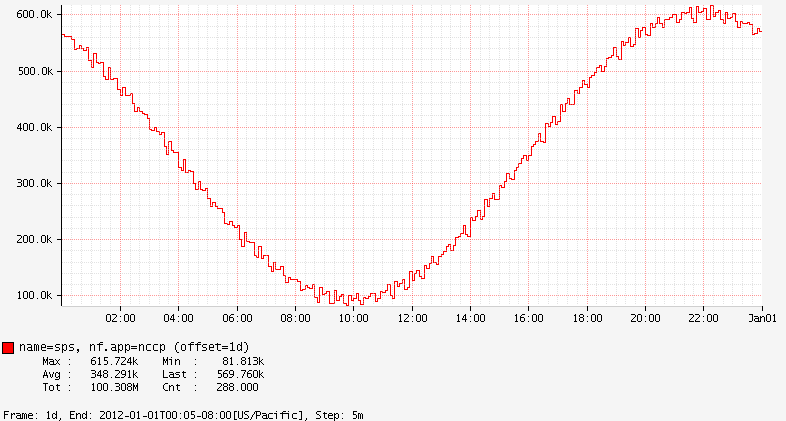 600.0k
500.0k
400.0k
300.0k
200.0k
100.0k
02:00 04:00 06:00 08:00 10:00 12:00 14:00 16:00 18:00 20:00 22:00 Jan01
name=sps, nf.app=nccp (offset=1d)
Max : 615.724k Min : 81.813k
Avg : 348.291k Last : 569.760k
Tot : 100.308M Cnt : 288.000
Frame: 1d, End: 2012-01-01T00:05-08:00[US/Pacific], Step: 5m